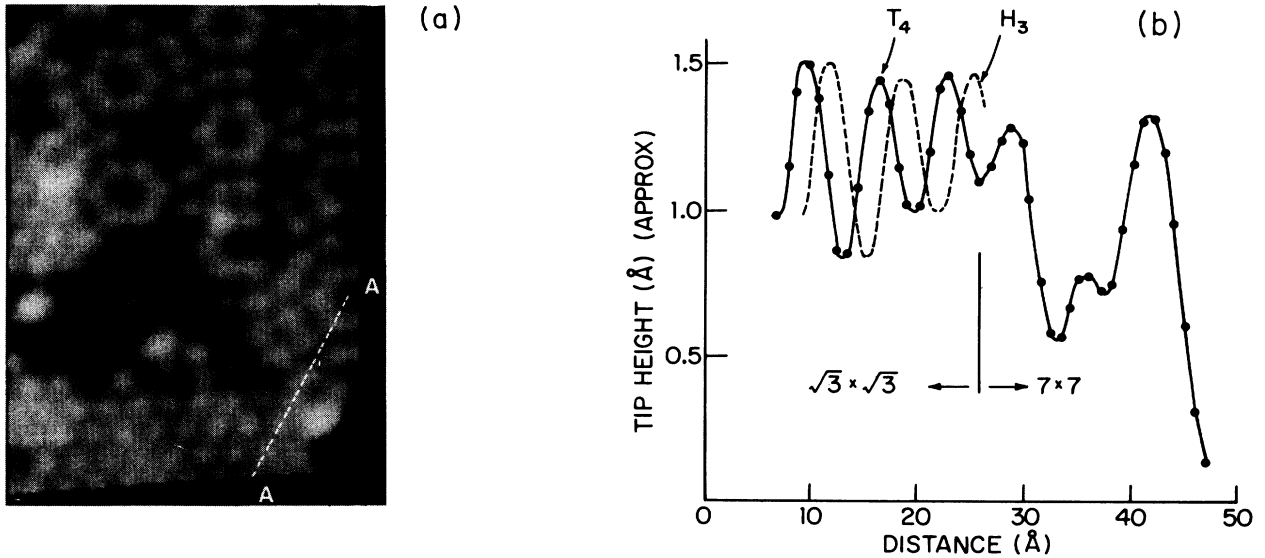 (a)
A
A
(b)
T₄
H₃
1.5
1.0
0.5
TIP HEIGHT (Å) (APPROX)
√3 × √3
7 × 7
0
10
20
30
40
50
DISTANCE (Å)